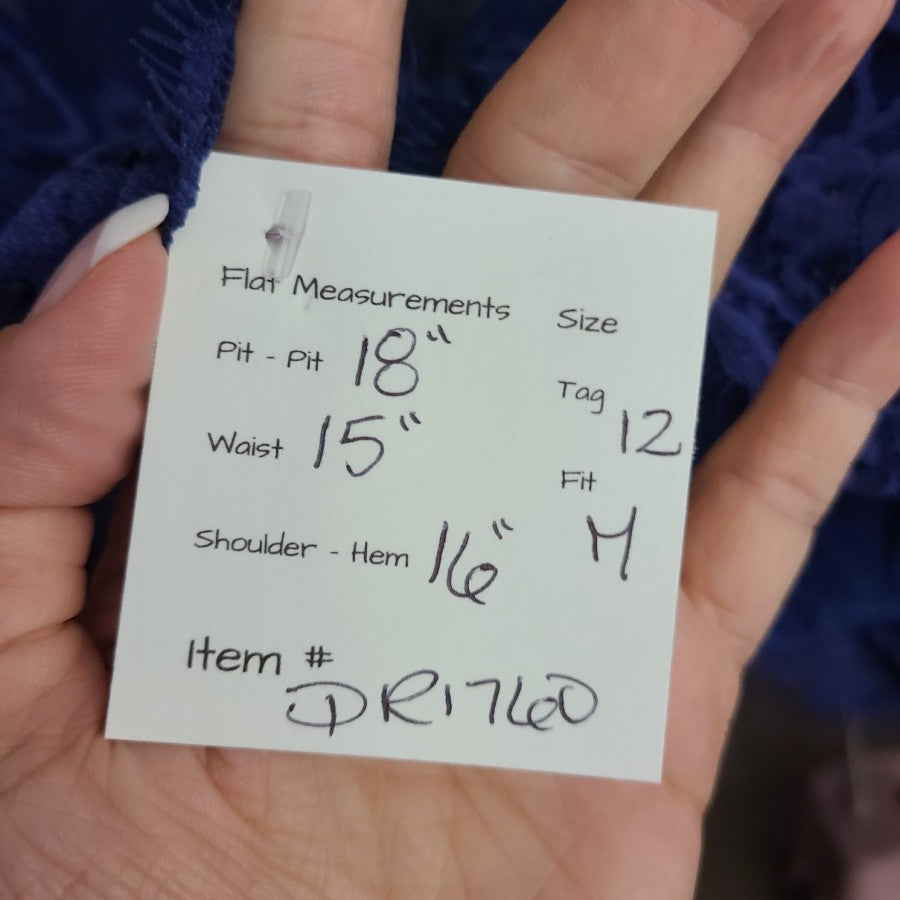 Flat Measurements
Pit - Pit 18"
Waist 15"
Shoulder - Hem 16"
Size
Tag 12
Fit M
Item #
DR1760